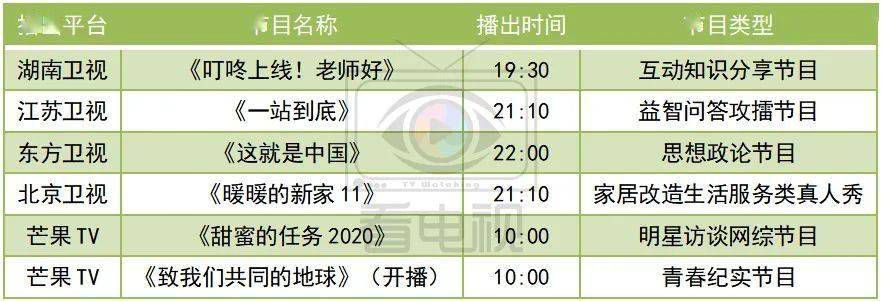 播出平台 节目名称 播出时间 节目类型
湖南卫视 《叮咚上线！老师好》 19:30 互动知识分享节目
江苏卫视 《一站到底》 21:10 益智问答攻擂节目
东方卫视 《这就是中国》 22:00 思想政论节目
北京卫视 《暖暖的新家 11》 21:10 家居改造生活服务类真人秀
TV Watching
看电视
芒果 TV 《甜蜜的任务 2020》 10:00 明星访谈网综节目
芒果 TV 《致我们共同的地球》（开播） 10:00 青春纪实节目